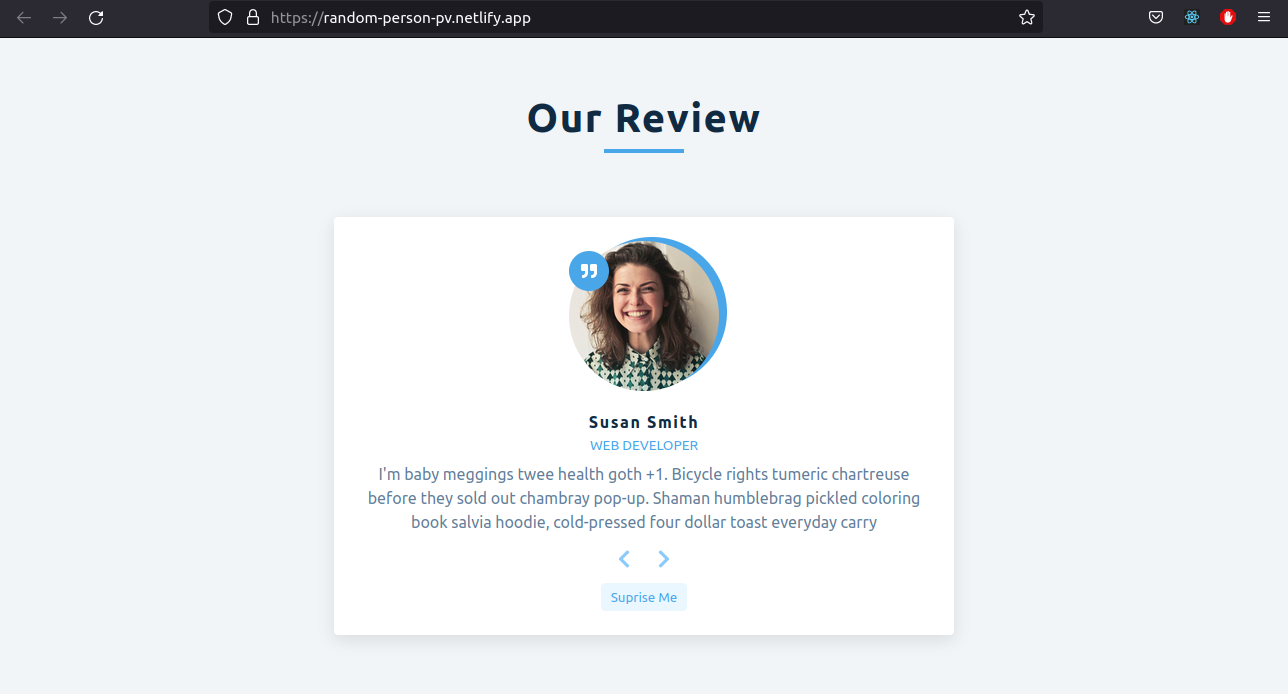 https://random-person-pv.netlify.app
Our Review
Susan Smith
WEB DEVELOPER
I'm baby meggings twee health goth +1. Bicycle rights tumeric chartreuse
before they sold out chambray pop-up. Shaman humblebrag pickled coloring
book salvia hoodie, cold-pressed four dollar toast everyday carry
Suprise Me